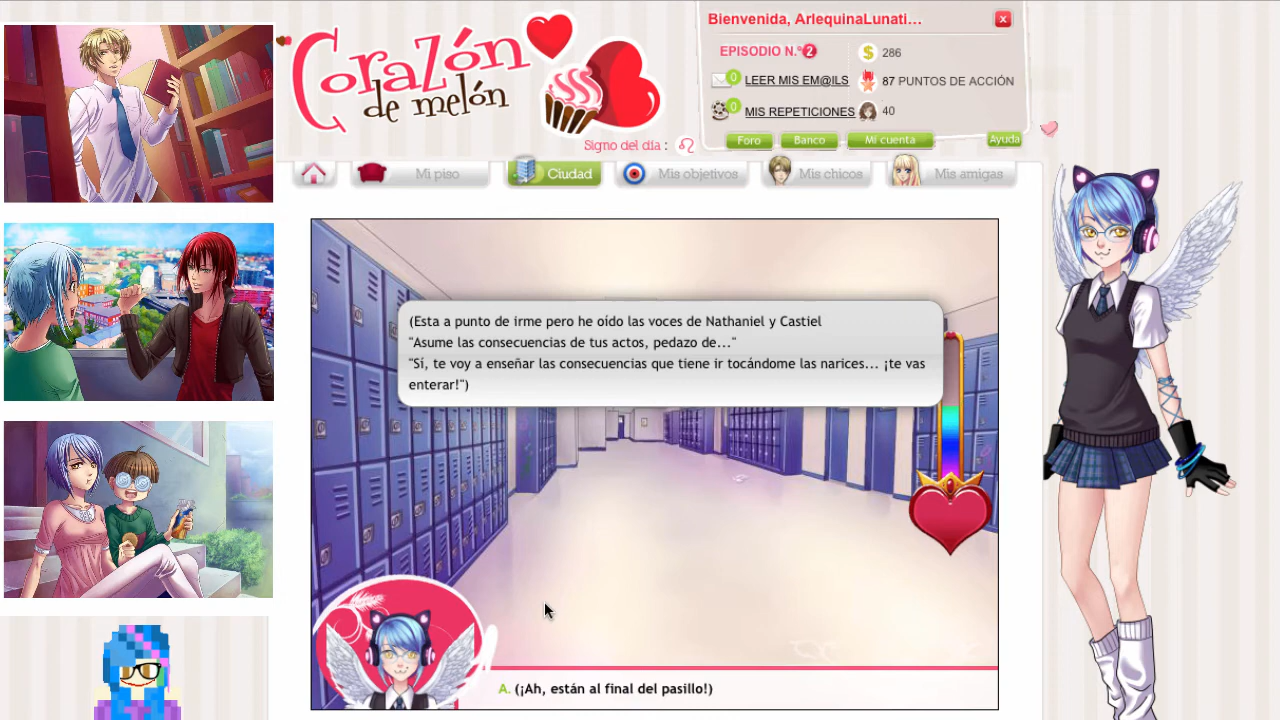 Corazón
de melón
Signo del día :
Bienvenida, ArlequinaLunati...
EPISODIO N.º 2
286
0 LEER MIS EM@ILS
87 PUNTOS DE ACCIÓN
0 MIS REPETICIONES
40
Foro
Banco
Mi cuenta
Ayuda
Mi piso
Ciudad
Mis objetivos
Mis chicos
Mis amigas
(Esta a punto de irme pero he oído las voces de Nathaniel y Castiel
"Asume las consecuencias de tus actos, pedazo de..."
"Sí, te voy a enseñar las consecuencias que tiene ir tocándome las narices... ¡te vas
enterar!")
A. (¡Ah, están al final del pasillo!)